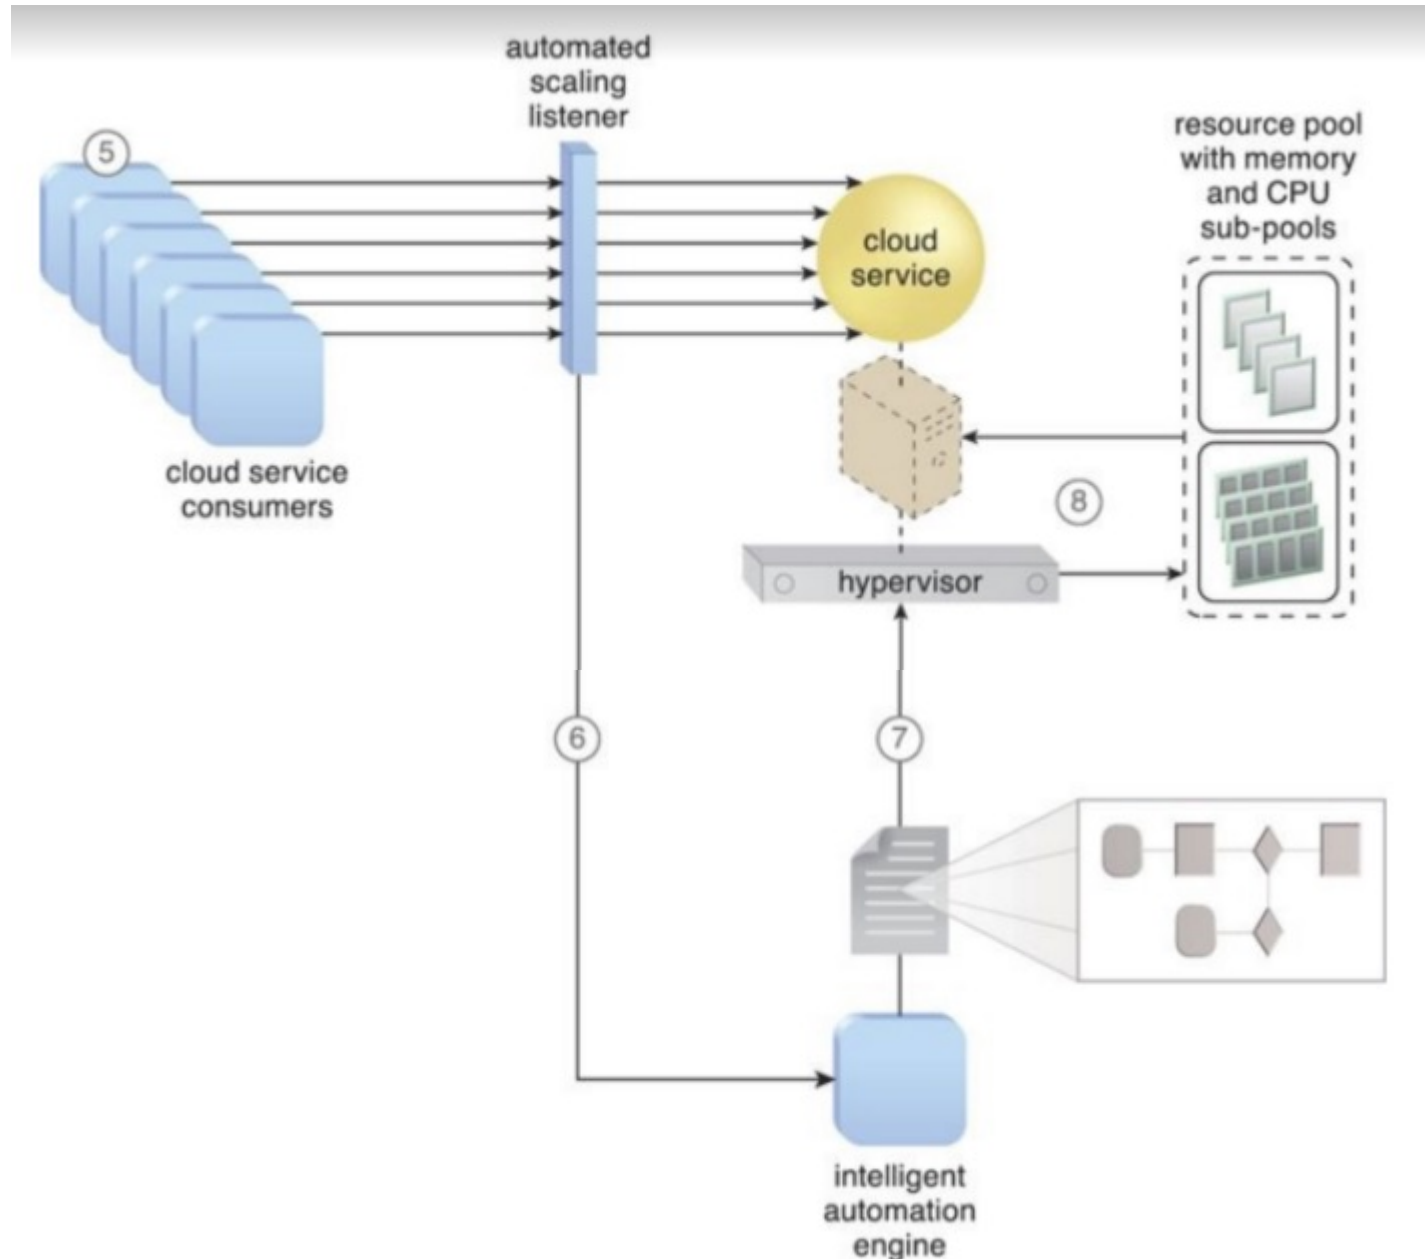 automated
scaling
listener
resource pool
with memory
and CPU
sub-pools
5
cloud
service
cloud service
consumers
8
hypervisor
6
7
intelligent
automation
engine